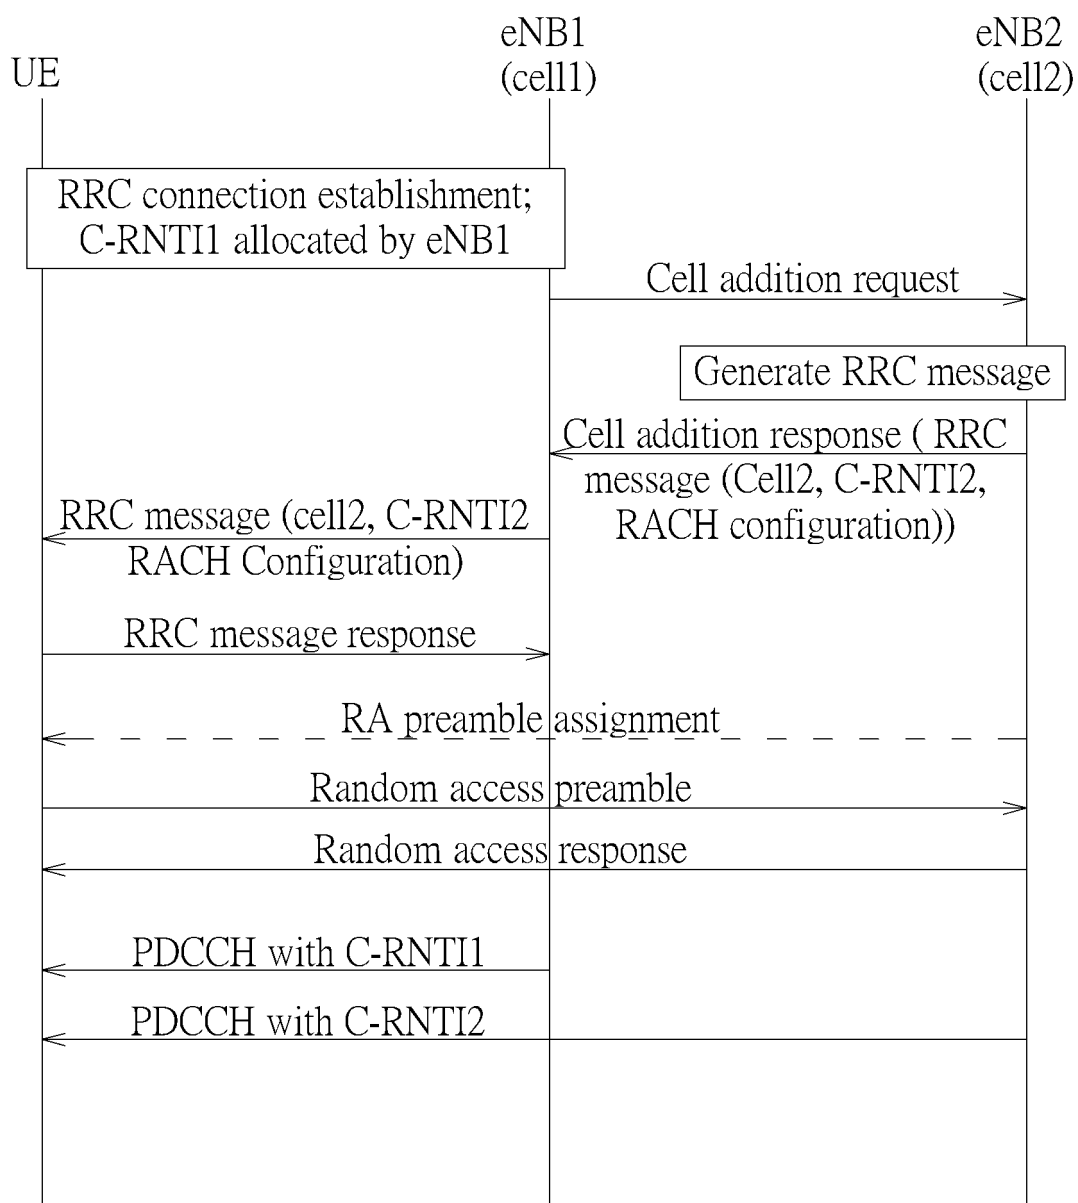 eNB1
eNB2
UE
(cell1)
(cell2)
RRC connection establishment;
C-RNTI1 allocated by eNB1
Cell addition request
Generate RRC message
Cell addition response ( RRC
message (Cell2, C-RNTI2,
RACH configuration))
RRC message (cell2, C-RNTI2
RACH Configuration)
RRC message response
RA preamble assignment
Random access preamble
Random access response
PDCCH with C-RNTI1
PDCCH with C-RNTI2